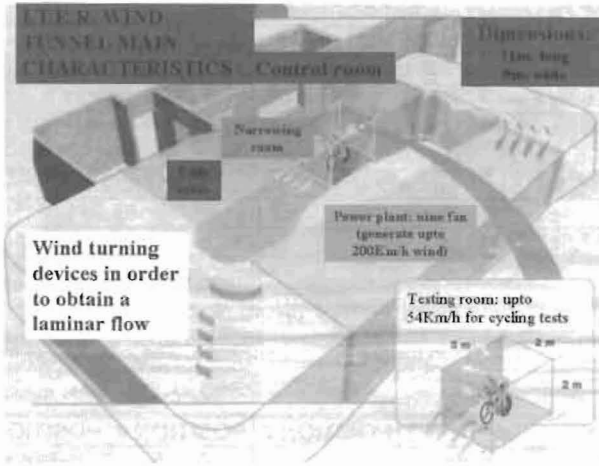 I.T.E.R. WIND
TUNNEL MAIN
CHARACTERISTICS
Control room
Dimensions:
11m. long
9m. wide
Narrowing
room
Power plant: nine fan
(generate upto
200Km/h wind)
Wind turning
devices in order
to obtain a
laminar flow
Testing room: upto
54Km/h for cycling tests
2 m
2 m